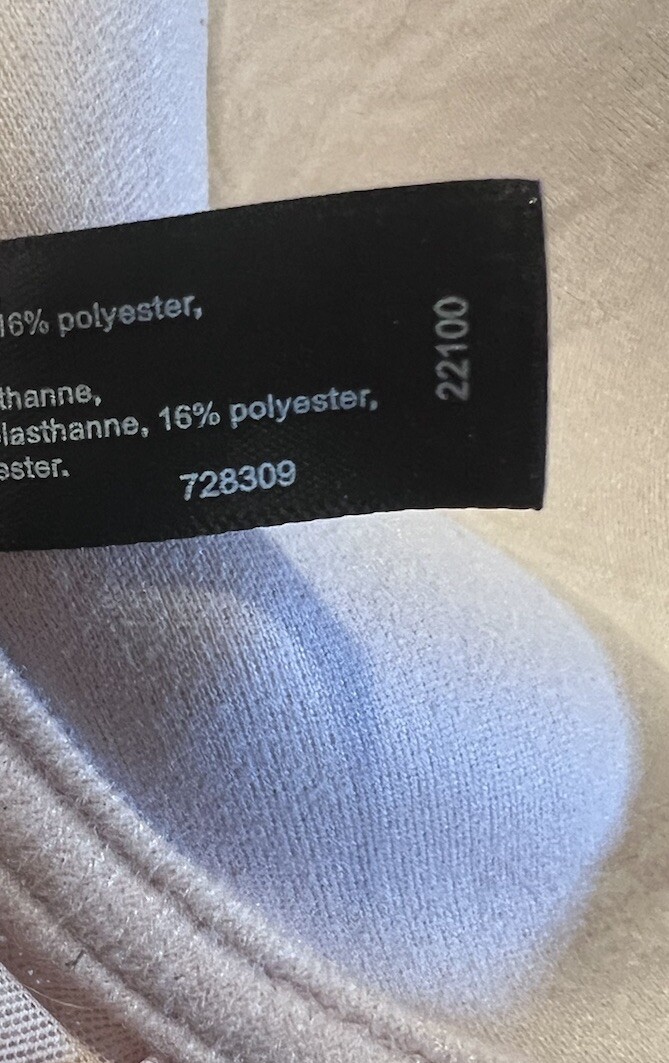 16% polyester,
thanne,
lasthanne, 16% polyester,
ester.
728309
22100